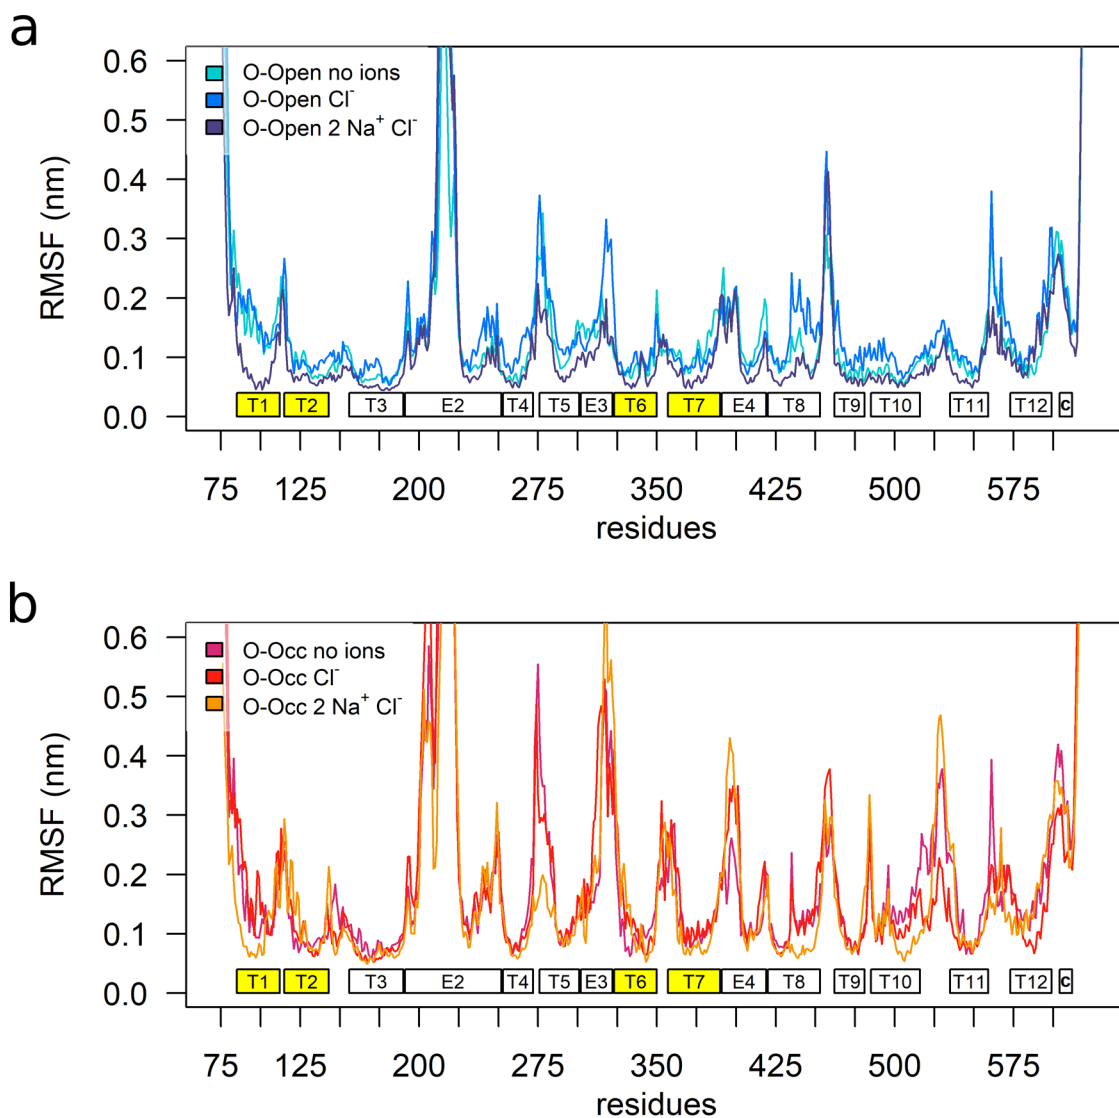 a
0.6
0.5
0.4
0.3
0.2
0.1
0.0
RMSF (nm)
O-Open no ions
O-Open Cl⁻
O-Open 2 Na⁺ Cl⁻
T1 T2 T3 E2 T4 T5 E3 T6 T7 E4 T8 T9 T10 T11 T12 c
75 125 200 275 350 425 500 575
residues
b
0.6
0.5
0.4
0.3
0.2
0.1
0.0
RMSF (nm)
O-Occ no ions
O-Occ Cl⁻
O-Occ 2 Na⁺ Cl⁻
T1 T2 T3 E2 T4 T5 E3 T6 T7 E4 T8 T9 T10 T11 T12 c
75 125 200 275 350 425 500 575
residues